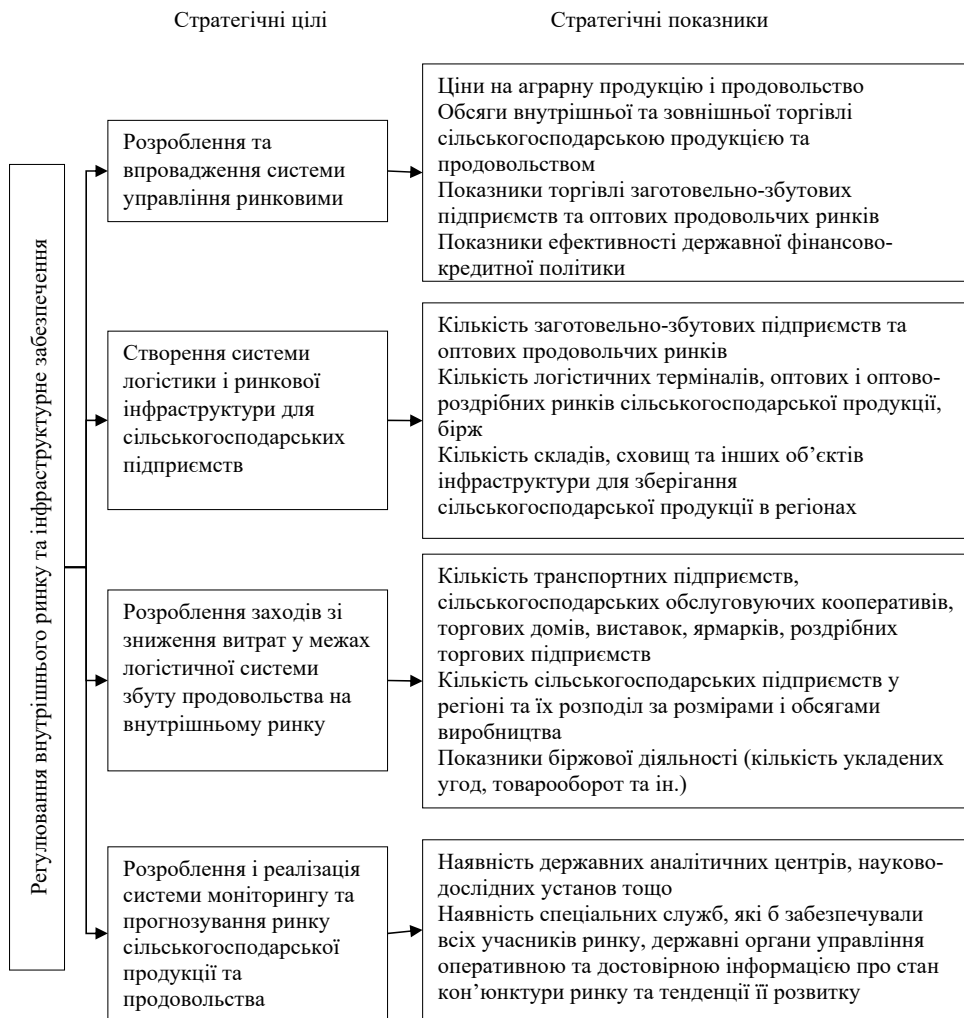 Стратегічні цілі
Стратегічні показники
Регулювання внутрішнього ринку та інфраструктурне забезпечення
Розроблення та
впровадження системи
управління ринковими
Ціни на аграрну продукцію і продовольство
Обсяги внутрішньої та зовнішньої торгівлі
сільськогосподарською продукцією та
продовольством
Показники торгівлі заготовельно-збутових
підприємств та оптових продовольчих ринків
Показники ефективності державної фінансово-
кредитної політики
Створення системи
логістики і ринкової
інфраструктури для
сільськогосподарських
підприємств
Кількість заготовельно-збутових підприємств та
оптових продовольчих ринків
Кількість логістичних терміналів, оптових і оптово-
роздрібних ринків сільськогосподарської продукції,
бірж
Кількість складів, сховищ та інших об’єктів
інфраструктури для зберігання
сільськогосподарської продукції в регіонах
Розроблення заходів зі
зниження витрат у межах
логістичної системи
збуту продовольства на
внутрішньому ринку
Кількість транспортних підприємств,
сільськогосподарських обслуговуючих кооперативів,
торгових домів, виставок, ярмарків, роздрібних
торгових підприємств
Кількість сільськогосподарських підприємств у
регіоні та їх розподіл за розмірами і обсягами
виробництва
Показники біржової діяльності (кількість укладених
угод, товарооборот та ін.)
Розроблення і реалізація
системи моніторингу та
прогнозування ринку
сільськогосподарської
продукції та
продовольства
Наявність державних аналітичних центрів, науково-
дослідних установ тощо
Наявність спеціальних служб, які б забезпечували
всіх учасників ринку, державні органи управління
оперативною та достовірною інформацією про стан
кон’юнктури ринку та тенденції її розвитку